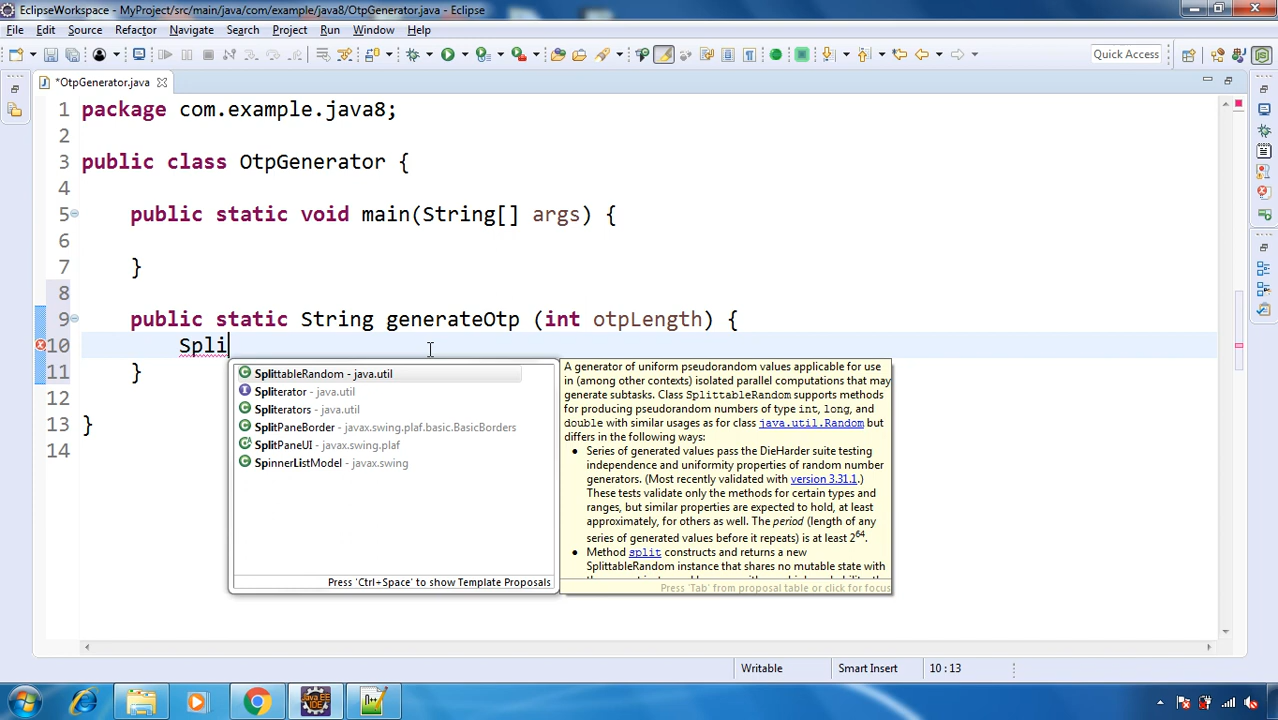 EclipseWorkspace - MyProject/src/main/java/com/example/java8/OtpGenerator.java - Eclipse
File Edit Source Refactor Navigate Search Project Run Window Help
Quick Access
*OtpGenerator.java
1 package com.example.java8;
2
3 public class OtpGenerator {
4
5 public static void main(String[] args) {
6
7 }
8
9 public static String generateOtp (int otpLength) {
10 Spli
11 }
12
13 }
14
SplittableRandom - java.util
Spliterator - java.util
Spliterators - java.util
SplitPaneBorder - javax.swing.plaf.basic.BasicBorders
SplitPaneUI - javax.swing.plaf
SpinnerListModel - javax.swing
Press 'Ctrl+Space' to show Template Proposals
A generator of uniform pseudorandom values applicable for use
in (among other contexts) isolated parallel computations that may
generate subtasks. Class SplittableRandom supports methods
for producing pseudorandom numbers of type int, long, and
double with similar usages as for class java.util.Random but
differs in the following ways:
• Series of generated values pass the DieHarder suite testing
independence and uniformity properties of random number
generators. (Most recently validated with version 3.31.1.)
These tests validate only the methods for certain types and
ranges, but similar properties are expected to hold, at least
approximately, for others as well. The period (length of any
series of generated values before it repeats) is at least 2^64.
• Method split constructs and returns a new
SplittableRandom instance that shares no mutable state with
Press 'Tab' from proposal table or click for focus
Writable Smart Insert 10 : 13
Java EE
IDE